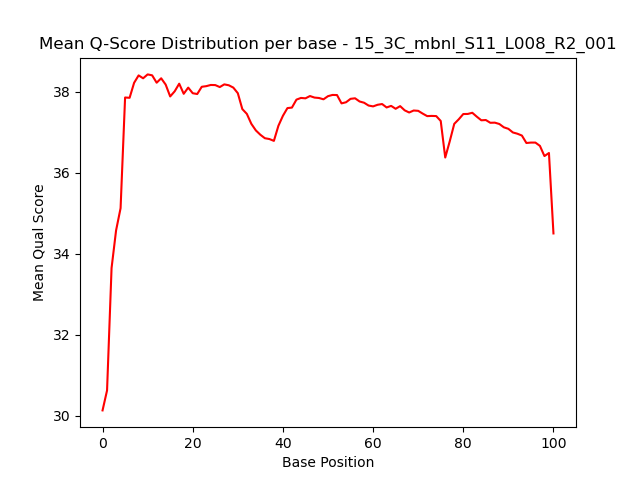 Mean Q-Score Distribution per base - 15_3C_mbnl_S11_L008_R2_001
38
36
34
32
30
Mean Qual Score
0 20 40 60 80 100
Base Position